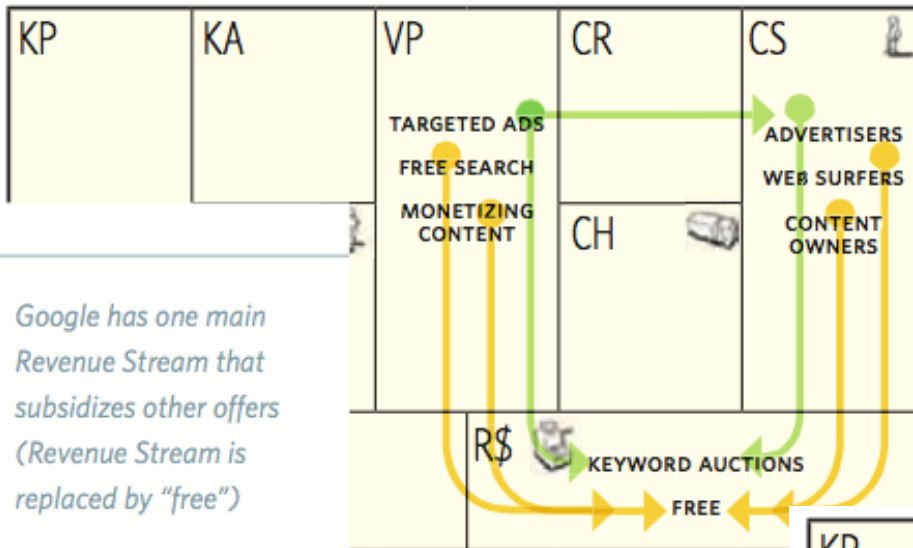 KP
KA
VP
CR
CS
TARGETED ADS
FREE SEARCH
MONETIZING
CONTENT
ADVERTISERS
WEB SURFERS
CONTENT
OWNERS
CH
Google has one main
Revenue Stream that
subsidizes other offers
(Revenue Stream is
replaced by “free”)
R$
KEYWORD AUCTIONS
FREE
KP